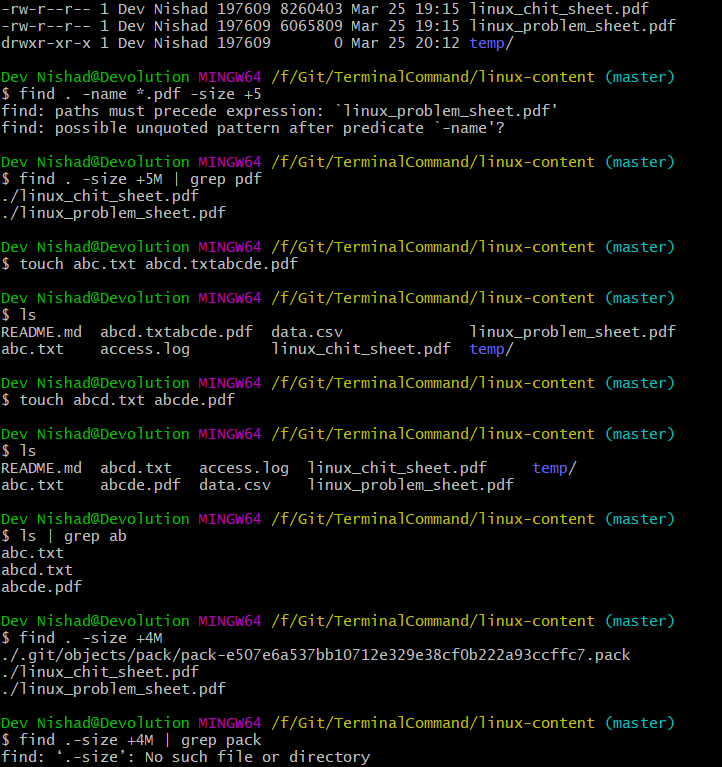 -rw-r--r-- 1 Dev Nishad 197609 8260403 Mar 25 19:15 linux_chit_sheet.pdf
-rw-r--r-- 1 Dev Nishad 197609 6065809 Mar 25 19:15 linux_problem_sheet.pdf
drwxr-xr-x 1 Dev Nishad 197609       0 Mar 25 20:12 temp/

Dev Nishad@Devolution MINGW64 /f/Git/TerminalCommand/linux-content (master)
$ find . -name *.pdf -size +5
find: paths must precede expression: `linux_problem_sheet.pdf'
find: possible unquoted pattern after predicate `-name'?

Dev Nishad@Devolution MINGW64 /f/Git/TerminalCommand/linux-content (master)
$ find . -size +5M | grep pdf
./linux_chit_sheet.pdf
./linux_problem_sheet.pdf

Dev Nishad@Devolution MINGW64 /f/Git/TerminalCommand/linux-content (master)
$ touch abc.txt abcd.txtabcde.pdf

Dev Nishad@Devolution MINGW64 /f/Git/TerminalCommand/linux-content (master)
$ ls
README.md  abcd.txtabcde.pdf  data.csv              linux_problem_sheet.pdf
abc.txt    access.log         linux_chit_sheet.pdf  temp/

Dev Nishad@Devolution MINGW64 /f/Git/TerminalCommand/linux-content (master)
$ touch abcd.txt abcde.pdf

Dev Nishad@Devolution MINGW64 /f/Git/TerminalCommand/linux-content (master)
$ ls
README.md  abcd.txt   access.log  linux_chit_sheet.pdf     temp/
abc.txt    abcde.pdf  data.csv    linux_problem_sheet.pdf

Dev Nishad@Devolution MINGW64 /f/Git/TerminalCommand/linux-content (master)
$ ls | grep ab
abc.txt
abcd.txt
abcde.pdf

Dev Nishad@Devolution MINGW64 /f/Git/TerminalCommand/linux-content (master)
$ find . -size +4M
./.git/objects/pack/pack-e507e6a537bb10712e329e38cf0b222a93ccffc7.pack
./linux_chit_sheet.pdf
./linux_problem_sheet.pdf

Dev Nishad@Devolution MINGW64 /f/Git/TerminalCommand/linux-content (master)
$ find .-size +4M | grep pack
find: ‘.-size’: No such file or directory